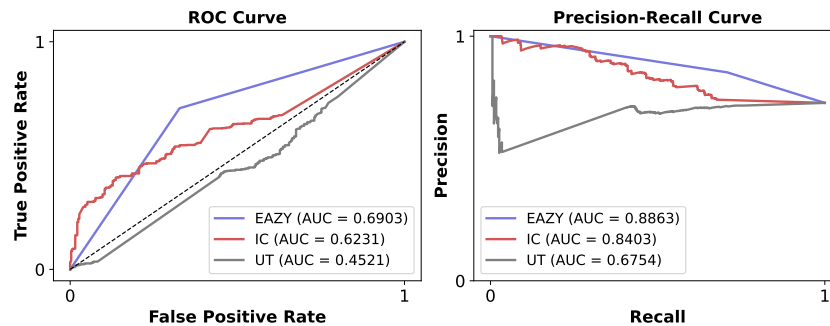 ROC Curve
True Positive Rate
1
0
EAZY (AUC = 0.6903)
IC (AUC = 0.6231)
UT (AUC = 0.4521)
0
1
False Positive Rate
Precision-Recall Curve
Precision
1
0
EAZY (AUC = 0.8863)
IC (AUC = 0.8403)
UT (AUC = 0.6754)
0
1
Recall